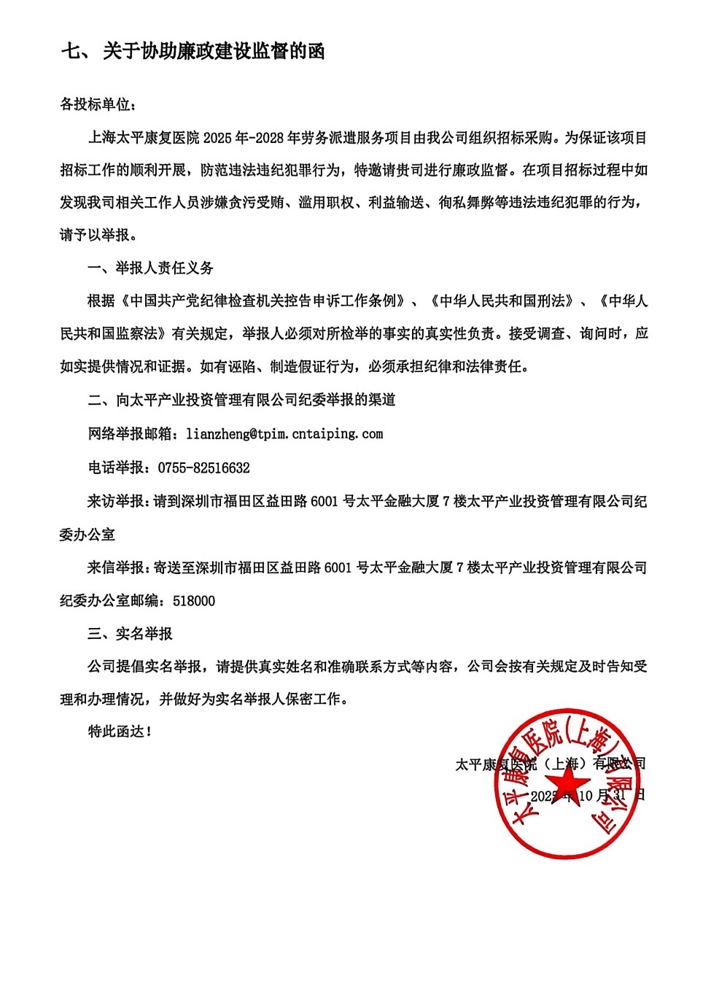 七、 关于协助廉政建设监督的函
各投标单位：
上海太平康复医院 2025 年-2028 年劳务派遣服务项目由我公司组织招标采购。为保证该项目
招标工作的顺利开展，防范违法违纪犯罪行为，特邀请贵司进行廉政监督。在项目招标过程中如
发现我司相关工作人员涉嫌贪污受贿、滥用职权、利益输送、徇私舞弊等违法违纪犯罪的行为，
请予以举报。
一、举报人责任义务
根据《中国共产党纪律检查机关控告申诉工作条例》、《中华人民共和国刑法》、《中华人
民共和国监察法》有关规定，举报人必须对所检举的事实的真实性负责。接受调查、询问时，应
如实提供情况和证据。如有诬陷、制造假证行为，必须承担纪律和法律责任。
二、向太平产业投资管理有限公司纪委举报的渠道
网络举报邮箱：lianzheng@tpim.cntaiping.com
电话举报：0755-82516632
来访举报：请到深圳市福田区益田路 6001 号太平金融大厦 7 楼太平产业投资管理有限公司纪
委办公室
来信举报：寄送至深圳市福田区益田路 6001 号太平金融大厦 7 楼太平产业投资管理有限公司
纪委办公室邮编：518000
三、实名举报
公司提倡实名举报，请提供真实姓名和准确联系方式等内容，公司会按有关规定及时告知受
理和办理情况，并做好为实名举报人保密工作。
特此函达！
太平康复医院（上海）有限公司
2025 年 10 月 31 日
太平康复医院(上海)有限公司